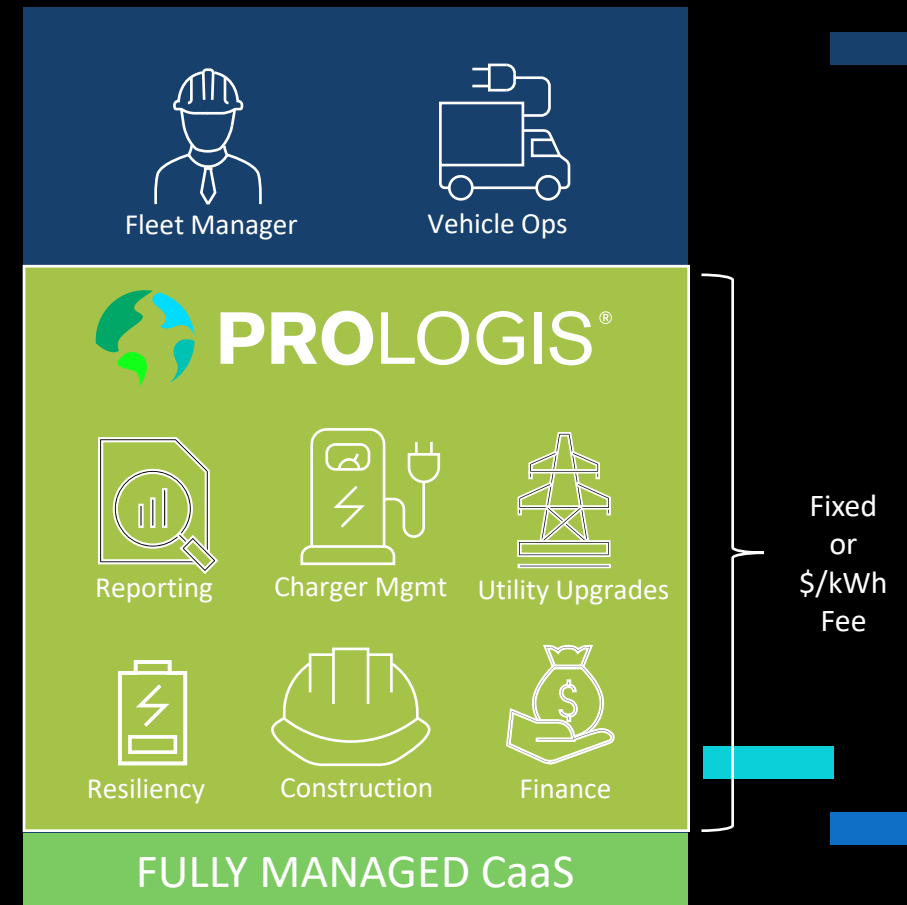 Fleet Manager
Vehicle Ops
PROLOGIS®
Reporting
Charger Mgmt
Utility Upgrades
Resiliency
Construction
$
Finance
Fixed
or
$/kWh
Fee
FULLY MANAGED CaaS